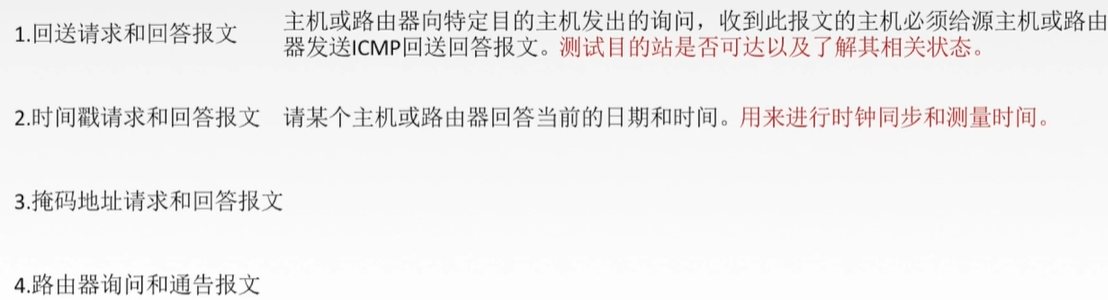 1.回送请求和回答报文
主机或路由器向特定目的主机发出的询问，收到此报文的主机必须给源主机或路由
器发送ICMP回送回答报文。测试目的站是否可达以及了解其相关状态。
2.时间戳请求和回答报文 请某个主机或路由器回答当前的日期和时间。用来进行时钟同步和测量时间。
3.掩码地址请求和回答报文
4.路由器询问和通告报文